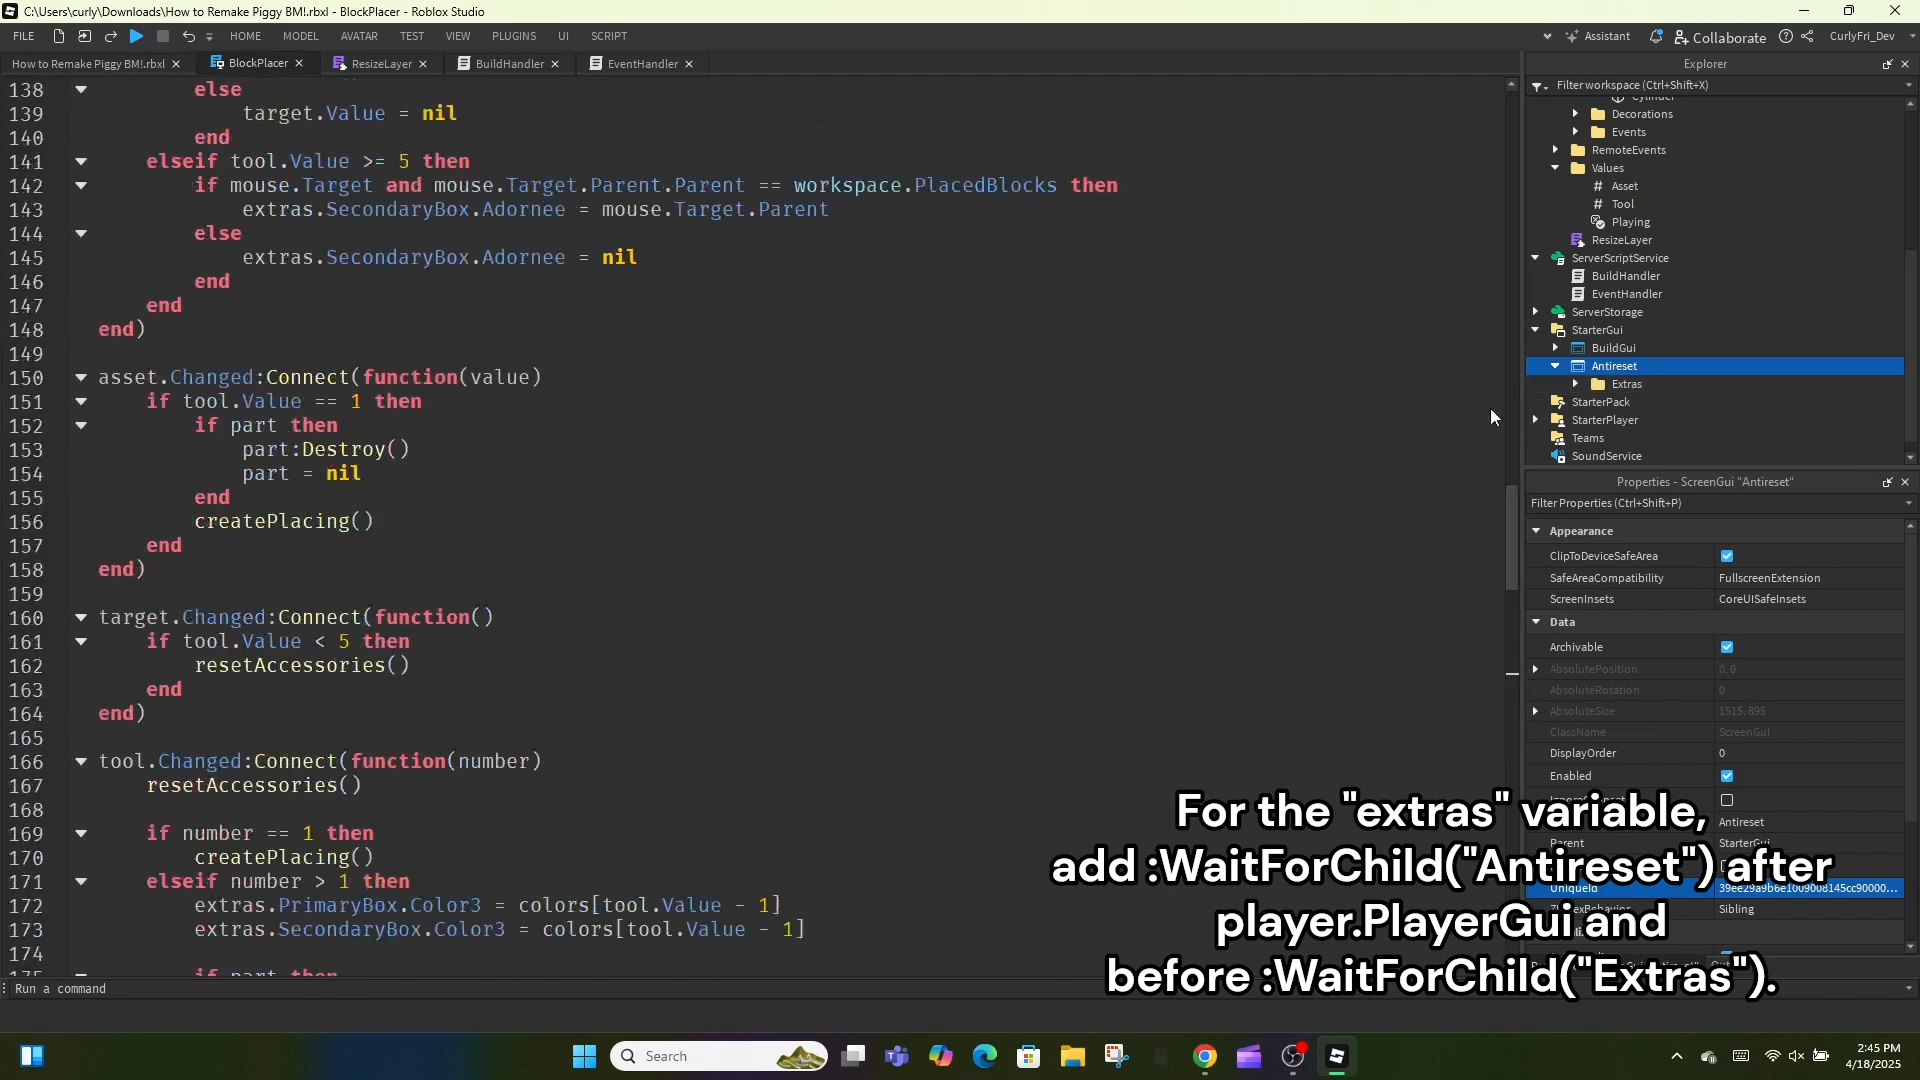 C:\Users\curly\Downloads\How to Remake Piggy BM!.rbxl - BlockPlacer - Roblox Studio
FILE HOME MODEL AVATAR TEST VIEW PLUGINS UI SCRIPT Assistant Collaborate CurlyFri_Dev
How to Remake Piggy BM!.rbxl BlockPlacer ResizeLayer BuildHandler EventHandler
138 else
139 target.Value = nil
140 end
141 elseif tool.Value >= 5 then
142 if mouse.Target and mouse.Target.Parent.Parent == workspace.PlacedBlocks then
143 extras.SecondaryBox.Adornee = mouse.Target.Parent
144 else
145 extras.SecondaryBox.Adornee = nil
146 end
147 end
148 end)
149
150 asset.Changed:Connect(function(value)
151 if tool.Value == 1 then
152 if part then
153 part:Destroy()
154 part = nil
155 end
156 createPlacing()
157 end
158 end)
159
160 target.Changed:Connect(function()
161 if tool.Value < 5 then
162 resetAccessories()
163 end
164 end)
165
166 tool.Changed:Connect(function(number)
167 resetAccessories()
168
169 if number == 1 then
170 createPlacing()
171 elseif number > 1 then
172 extras.PrimaryBox.Color3 = colors[tool.Value - 1]
173 extras.SecondaryBox.Color3 = colors[tool.Value - 1]
174
175 if part then
Run a command
Explorer
Filter workspace (Ctrl+Shift+X)
Cylinder
Decorations
Events
RemoteEvents
Values
Asset
Tool
Playing
ResizeLayer
ServerScriptService
BuildHandler
EventHandler
ServerStorage
StarterGui
BuildGui
Antireset
Extras
StarterPack
StarterPlayer
Teams
SoundService
Properties - ScreenGui "Antireset"
Filter Properties (Ctrl+Shift+P)
Appearance
ClipToDeviceSafeArea
SafeAreaCompatibility FullscreenExtension
ScreenInsets CoreUISafeInsets
Data
Archivable
AbsolutePosition 0, 0
AbsoluteRotation 0
AbsoluteSize 1515, 895
ClassName ScreenGui
DisplayOrder 0
Enabled
Antireset
Parent StarterGui
UniqueId 39ee29a9b6e1009008145cc90000...
Sibling
For the "extras" variable,
add :WaitForChild("Antireset") after
player.PlayerGui and
before :WaitForChild("Extras").
Search
2:45 PM
4/18/2025